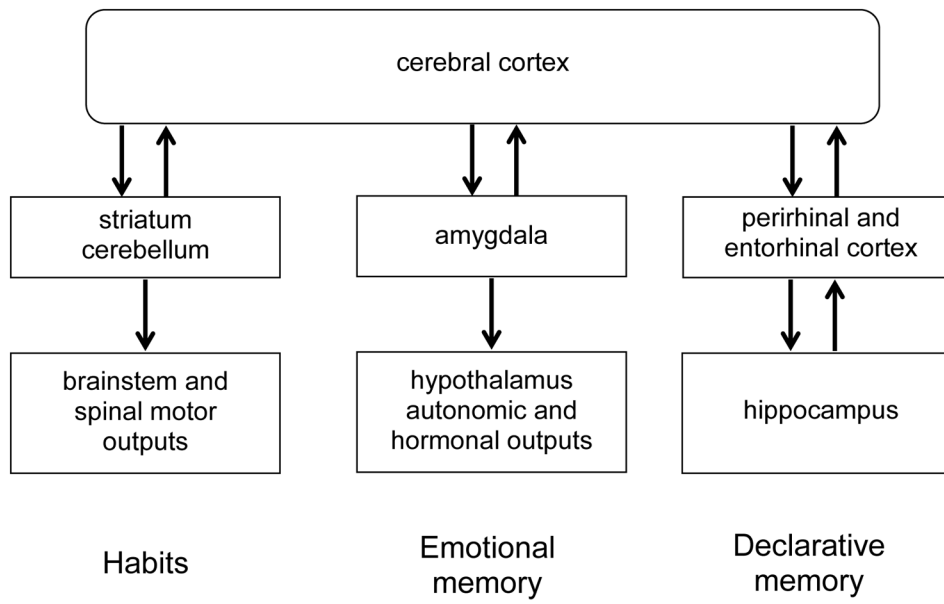 cerebral cortex
striatum
cerebellum
amygdala
perirhinal and
entorhinal cortex
brainstem and
spinal motor
outputs
hypothalamus
autonomic and
hormonal outputs
hippocampus
Habits
Emotional
memory
Declarative
memory